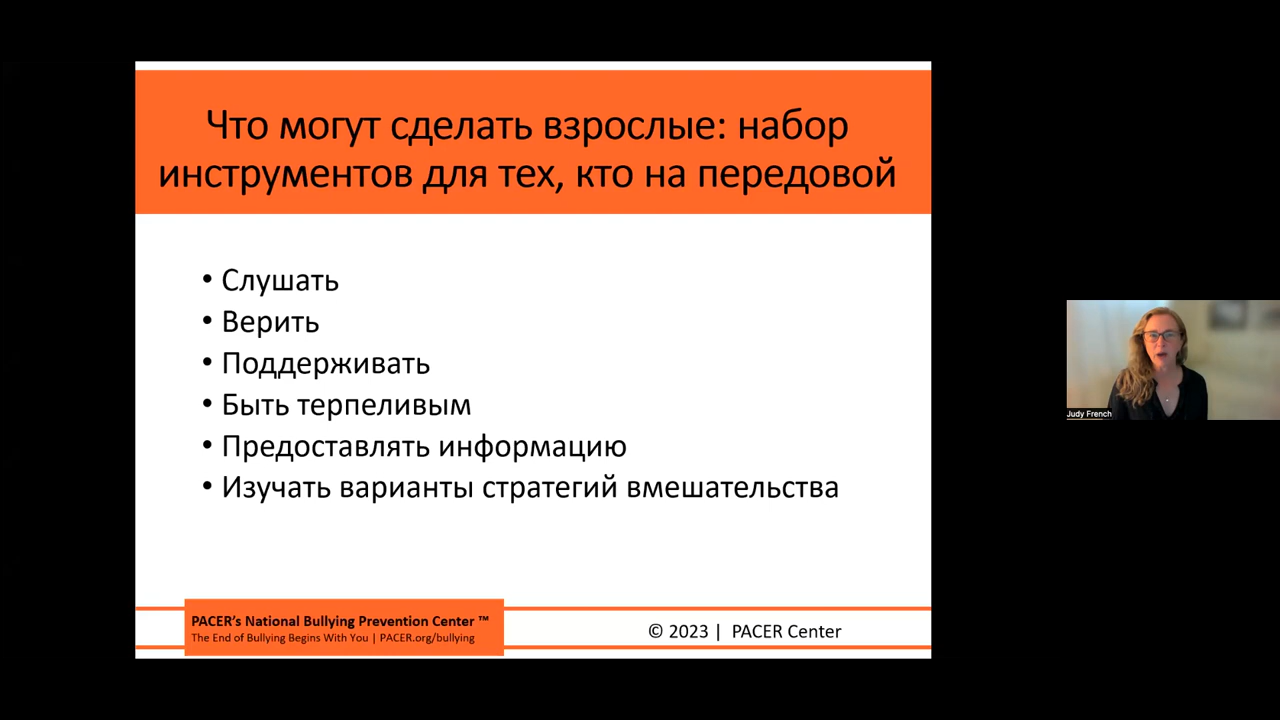 Что могут сделать взрослые: набор
инструментов для тех, кто на передовой
• Слушать
• Верить
• Поддерживать
• Быть терпеливым
• Предоставлять информацию
• Изучать варианты стратегий вмешательства
PACER’s National Bullying Prevention Center ™
The End of Bullying Begins With You | PACER.org/bullying
© 2023 | PACER Center
Judy French